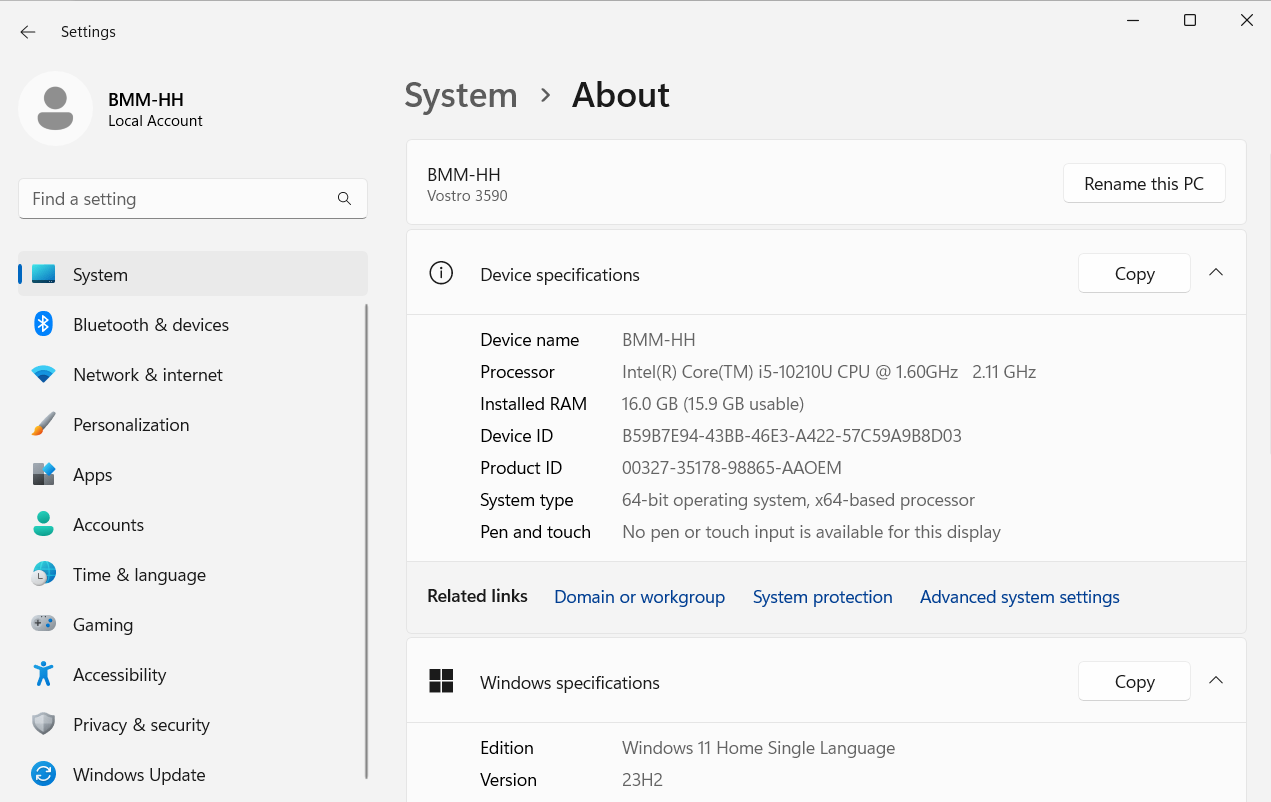 Settings
BMM-HH
Local Account
Find a setting
System
Bluetooth & devices
Network & internet
Personalization
Apps
Accounts
Time & language
Gaming
Accessibility
Privacy & security
Windows Update
System > About
BMM-HH
Vostro 3590
Rename this PC
Device specifications
Copy
Device name BMM-HH
Processor Intel(R) Core(TM) i5-10210U CPU @ 1.60GHz 2.11 GHz
Installed RAM 16.0 GB (15.9 GB usable)
Device ID B59B7E94-43BB-46E3-A422-57C59A9B8D03
Product ID 00327-35178-98865-AAOEM
System type 64-bit operating system, x64-based processor
Pen and touch No pen or touch input is available for this display
Related links Domain or workgroup System protection Advanced system settings
Windows specifications
Copy
Edition Windows 11 Home Single Language
Version 23H2